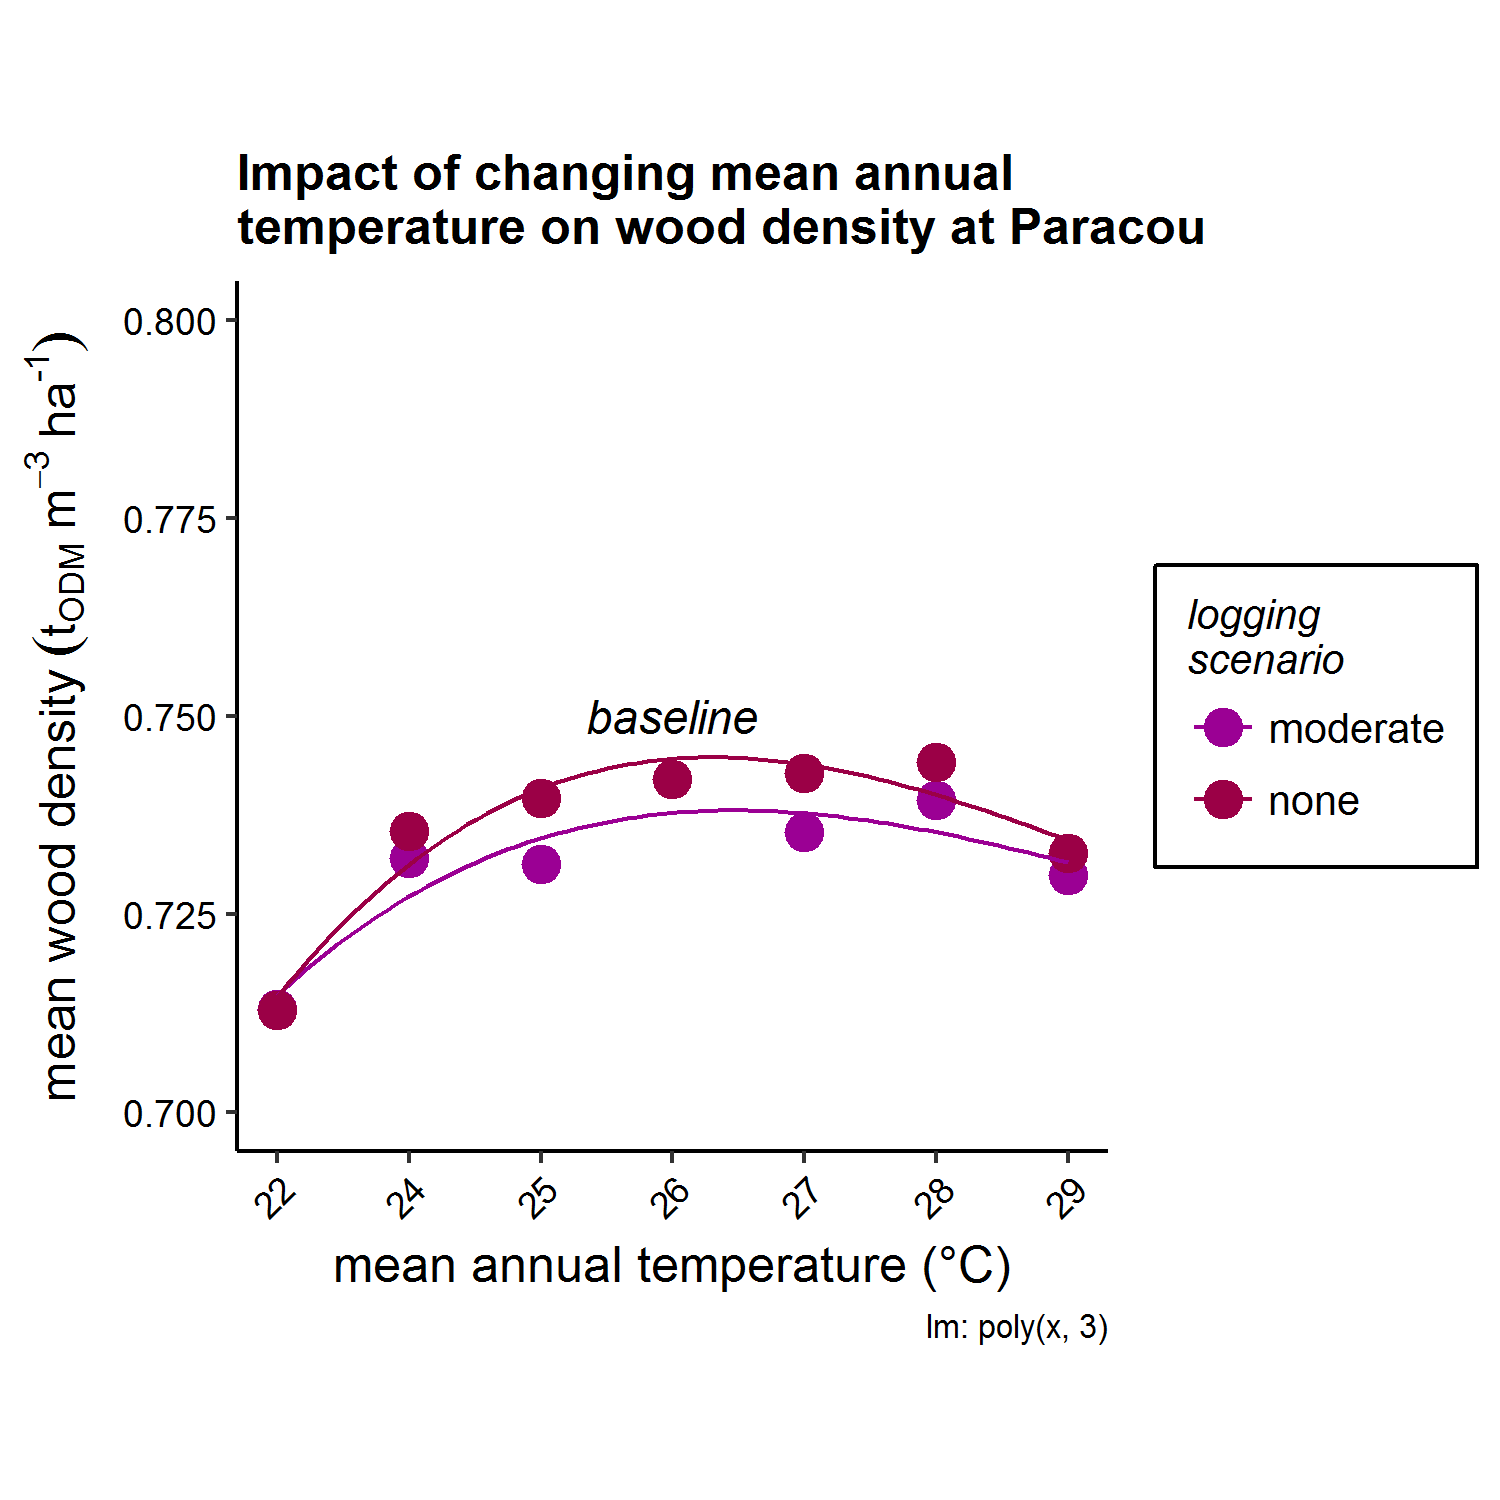 Impact of changing mean annual
temperature on wood density at Paracou
mean wood density (t_ODM m⁻³ ha⁻¹)
0.800
0.775
0.750
0.725
0.700
baseline
22 24 25 26 27 28 29
mean annual temperature (°C)
lm: poly(x, 3)
logging
scenario
moderate
none